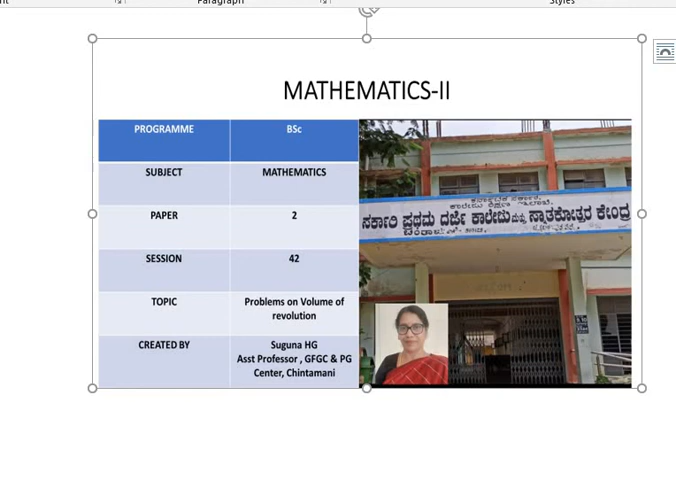 Paragraph
Styles
MATHEMATICS-II
PROGRAMME BSc
SUBJECT MATHEMATICS
PAPER 2
SESSION 42
TOPIC Problems on Volume of
revolution
CREATED BY Suguna HG
Asst Professor , GFGC & PG
Center, Chintamani
ಸರ್ಕಾರಿ ಪ್ರಥಮ ದರ್ಜೆ ಕಾಲೇಜು ಮತ್ತು ಸ್ನಾತಕೋತ್ತರ ಕೇಂದ್ರ